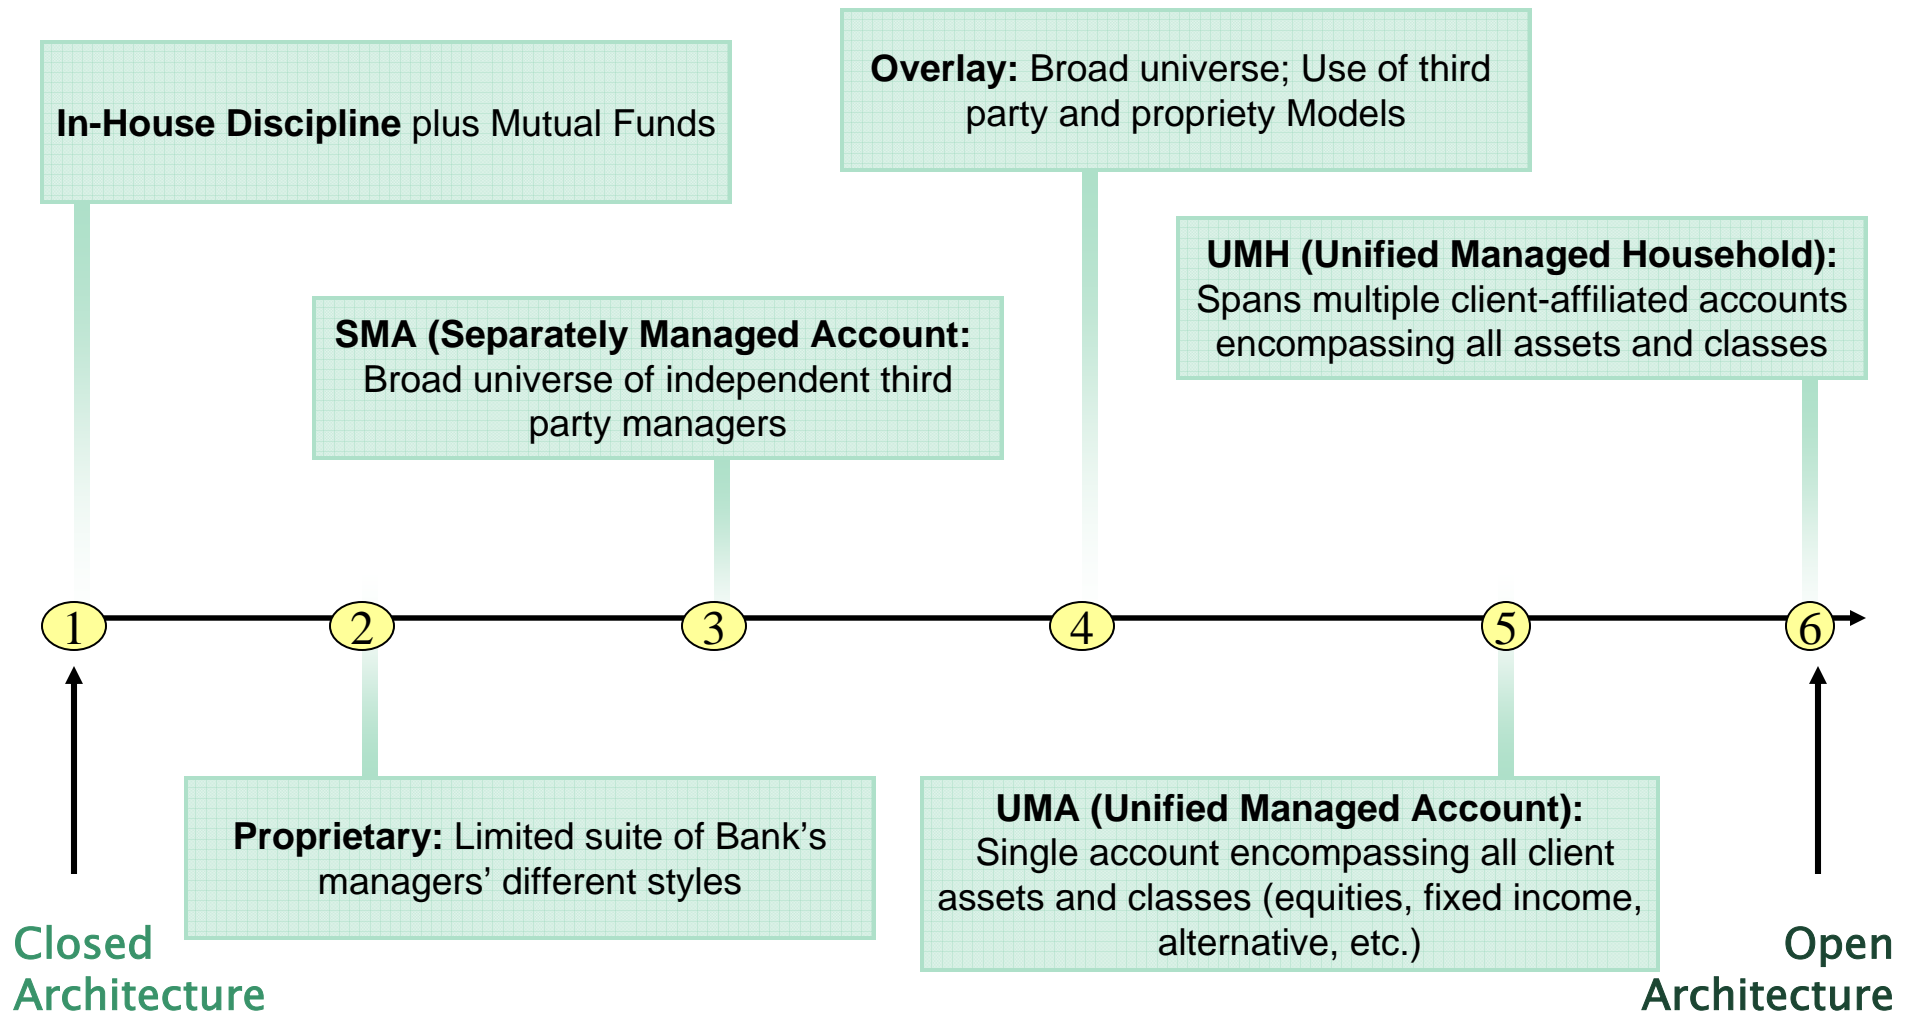 In-House Discipline plus Mutual Funds
Overlay: Broad universe; Use of third
party and propriety Models
SMA (Separately Managed Account:
Broad universe of independent third
party managers
UMH (Unified Managed Household):
Spans multiple client-affiliated accounts
encompassing all assets and classes
1
2
3
4
5
6
Proprietary: Limited suite of Bank’s
managers’ different styles
UMA (Unified Managed Account):
Single account encompassing all client
assets and classes (equities, fixed income,
alternative, etc.)
Closed
Architecture
Open
Architecture